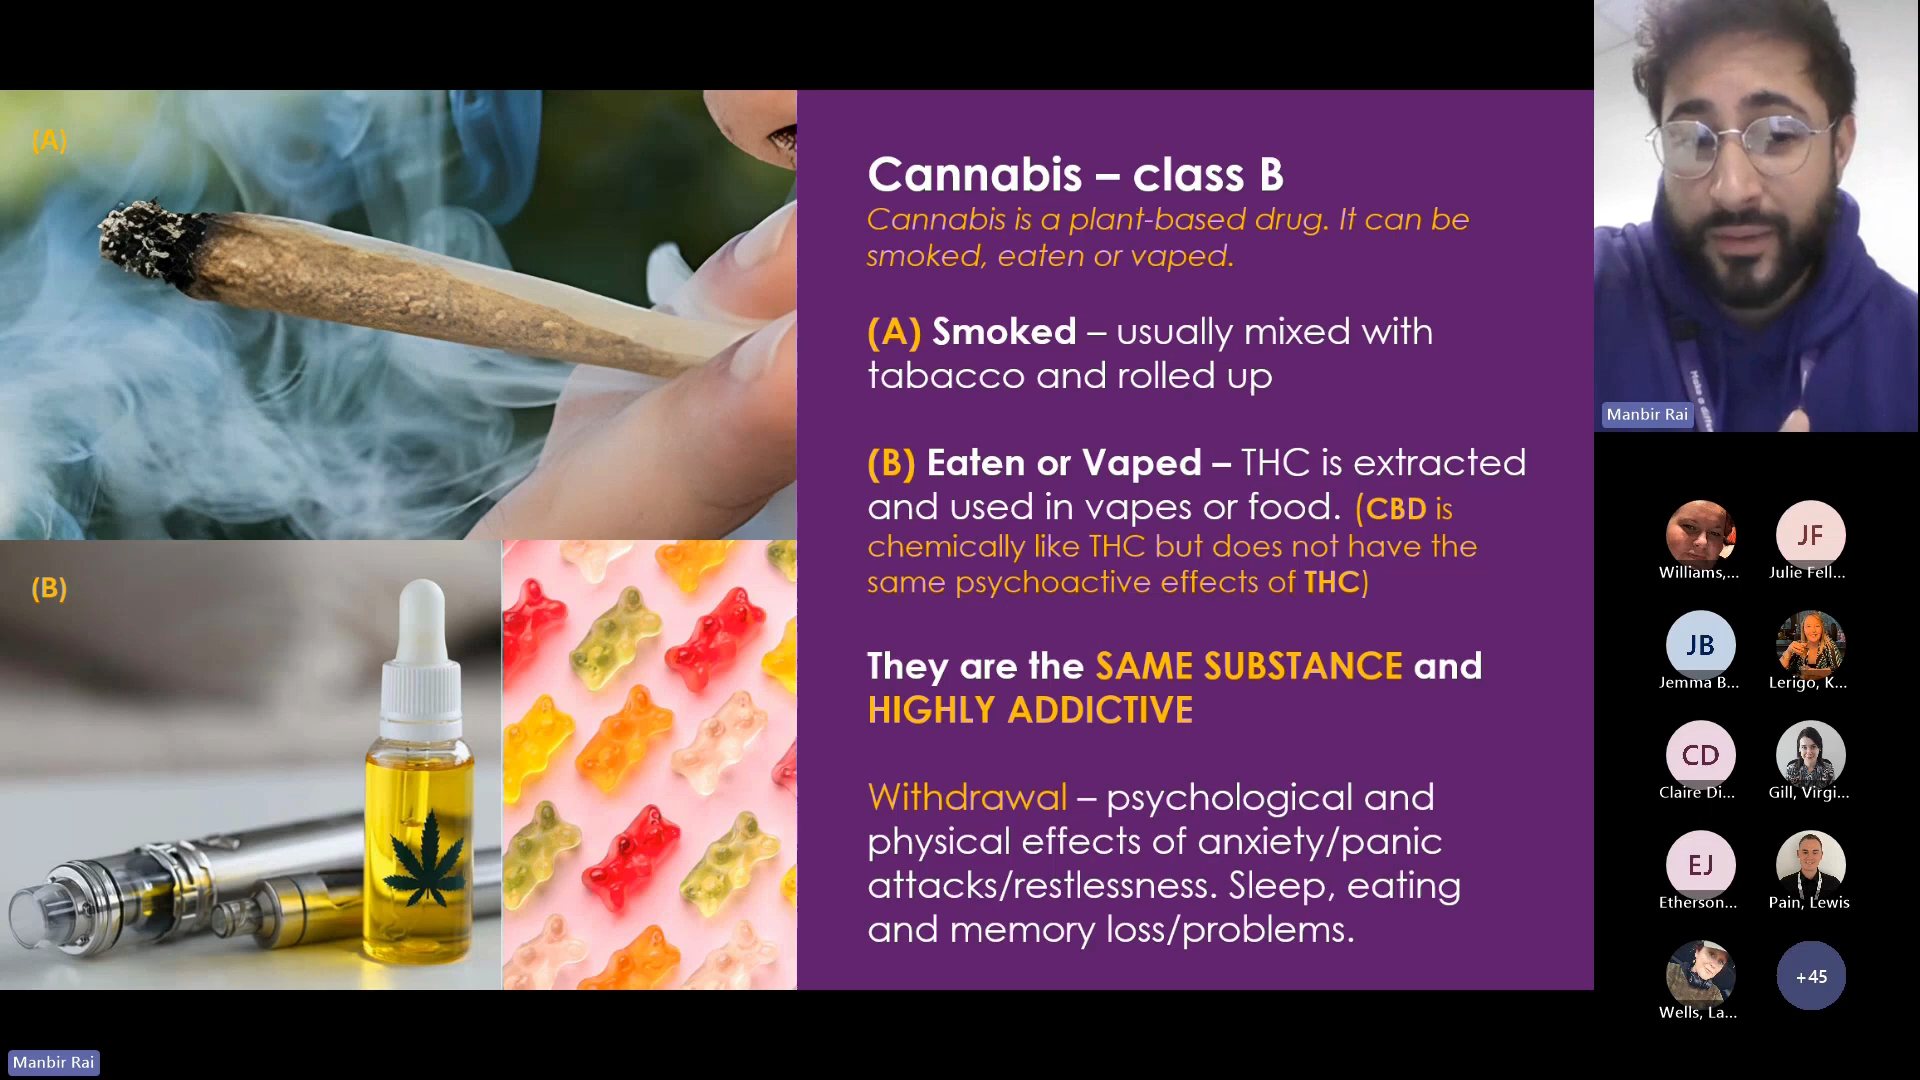 (A)
Cannabis – class B
Cannabis is a plant-based drug. It can be
smoked, eaten or vaped.
(A) Smoked – usually mixed with
tabacco and rolled up
(B) Eaten or Vaped – THC is extracted
and used in vapes or food. (CBD is
chemically like THC but does not have the
same psychoactive effects of THC)
They are the SAME SUBSTANCE and
HIGHLY ADDICTIVE
Withdrawal – psychological and
physical effects of anxiety/panic
attacks/restlessness. Sleep, eating
and memory loss/problems.
(B)
Make a
Manbir Rai
Williams,...
JF
Julie Fell...
JB
Jemma B...
Lerigo, K...
CD
Claire Di...
Gill, Virgi...
EJ
Etherson...
Pain, Lewis
Wells, La...
+45
Manbir Rai